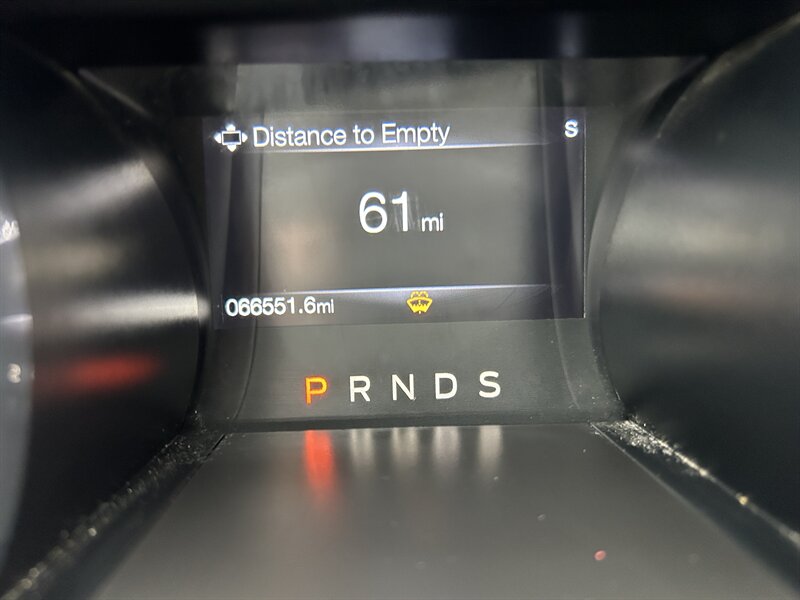 Distance to Empty S
61 mi
066551.6mi
P R N D S